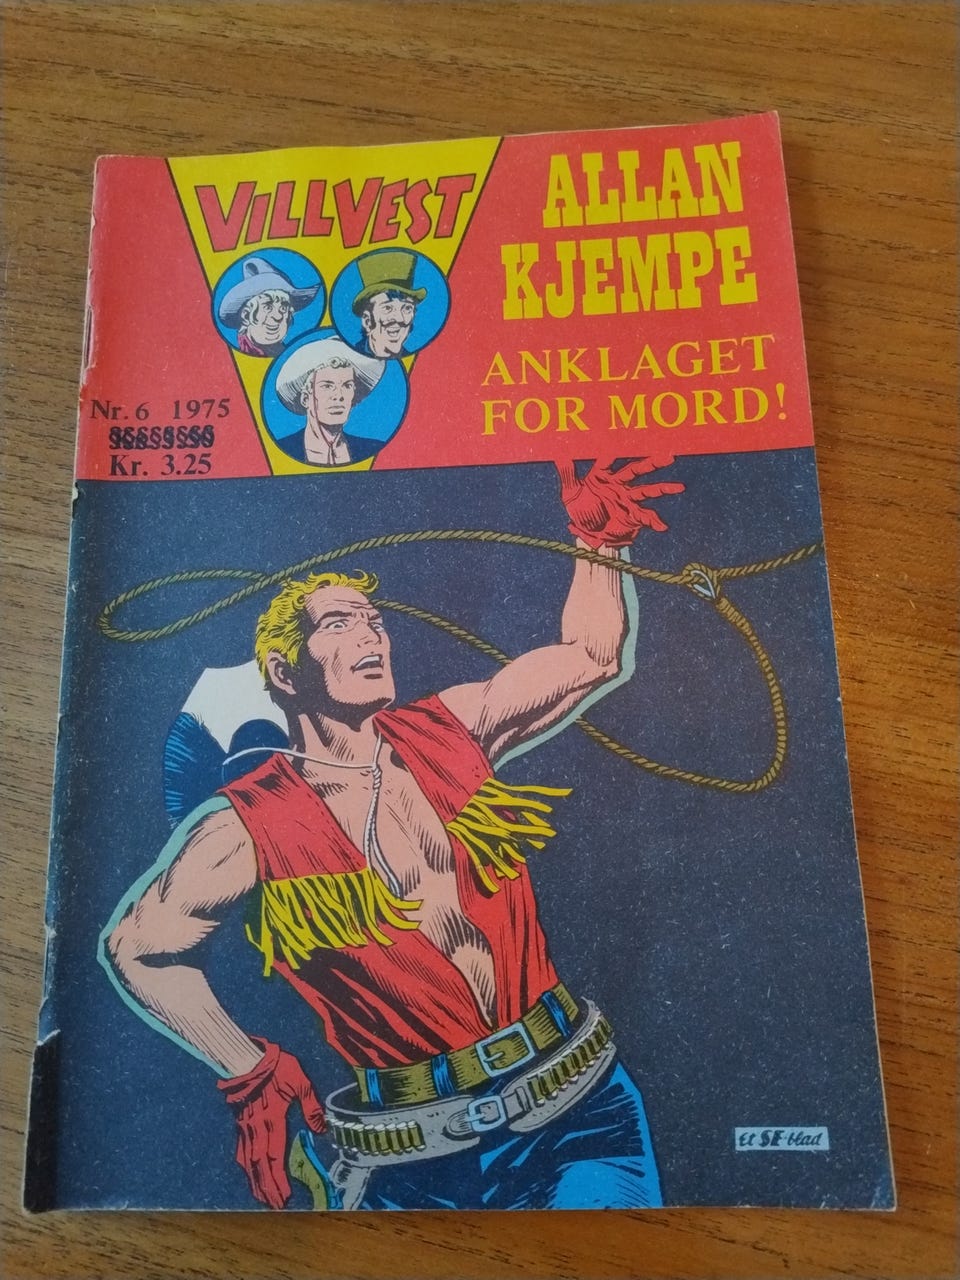 VILLVEST
ALLAN
KJEMPE
ANKLAGET
FOR MORD!
Nr. 6 1975
Kr. 3.25
Et SE-blad